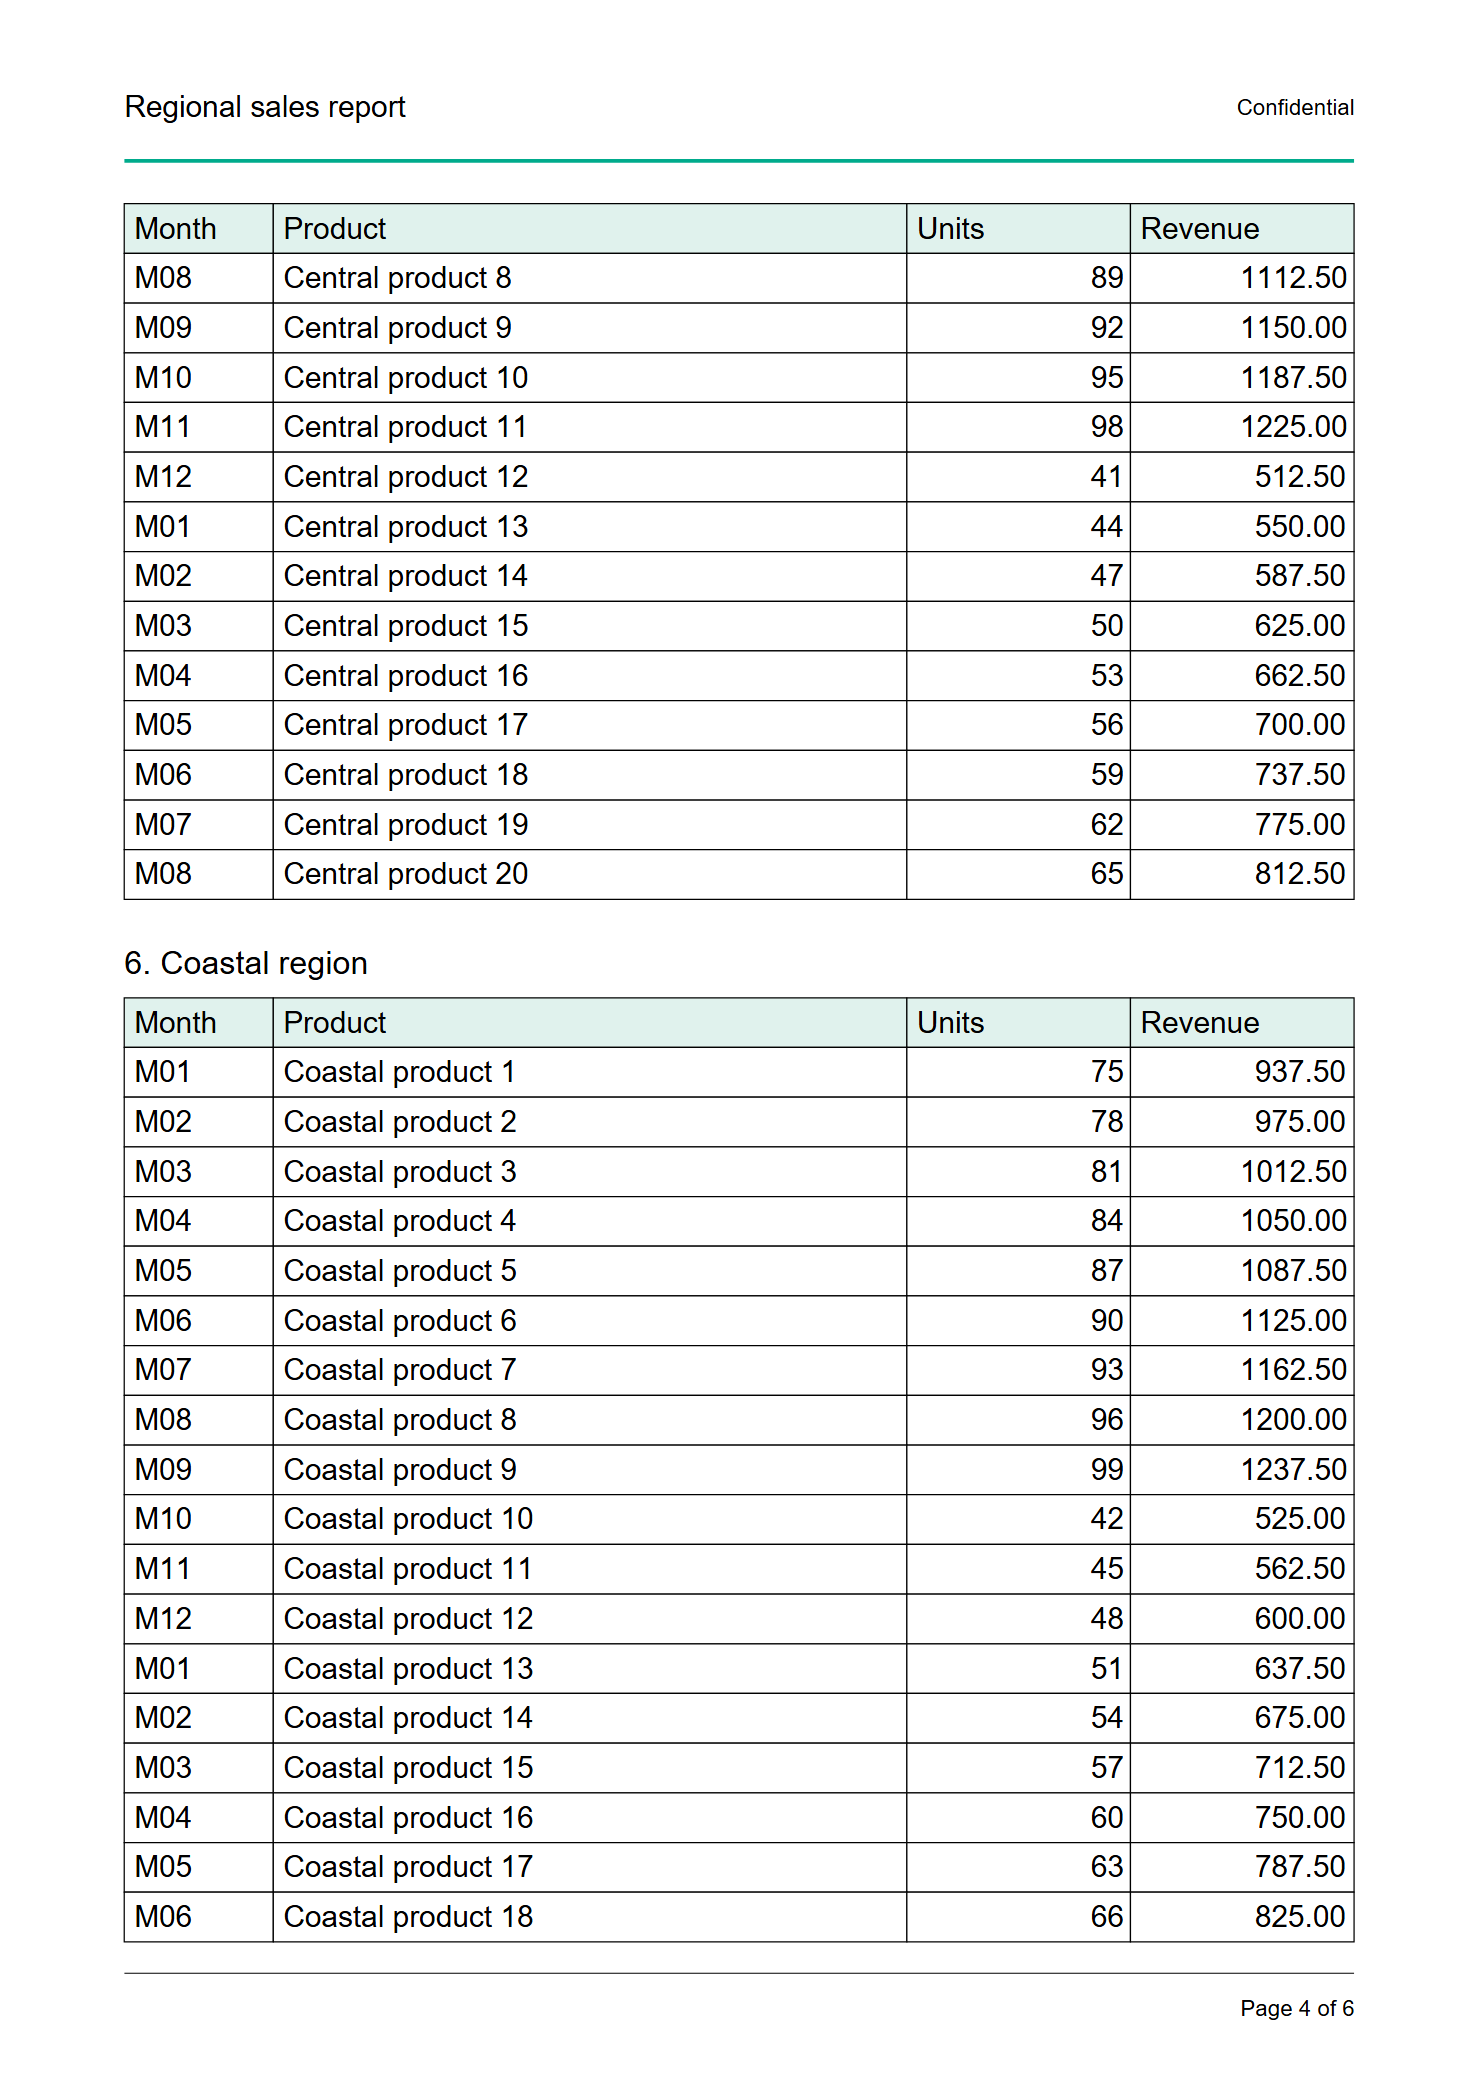 Regional sales report Confidential
Month Product Units Revenue
M08 Central product 8 89 1112.50
M09 Central product 9 92 1150.00
M10 Central product 10 95 1187.50
M11 Central product 11 98 1225.00
M12 Central product 12 41 512.50
M01 Central product 13 44 550.00
M02 Central product 14 47 587.50
M03 Central product 15 50 625.00
M04 Central product 16 53 662.50
M05 Central product 17 56 700.00
M06 Central product 18 59 737.50
M07 Central product 19 62 775.00
M08 Central product 20 65 812.50
6. Coastal region
Month Product Units Revenue
M01 Coastal product 1 75 937.50
M02 Coastal product 2 78 975.00
M03 Coastal product 3 81 1012.50
M04 Coastal product 4 84 1050.00
M05 Coastal product 5 87 1087.50
M06 Coastal product 6 90 1125.00
M07 Coastal product 7 93 1162.50
M08 Coastal product 8 96 1200.00
M09 Coastal product 9 99 1237.50
M10 Coastal product 10 42 525.00
M11 Coastal product 11 45 562.50
M12 Coastal product 12 48 600.00
M01 Coastal product 13 51 637.50
M02 Coastal product 14 54 675.00
M03 Coastal product 15 57 712.50
M04 Coastal product 16 60 750.00
M05 Coastal product 17 63 787.50
M06 Coastal product 18 66 825.00
Page 4 of 6